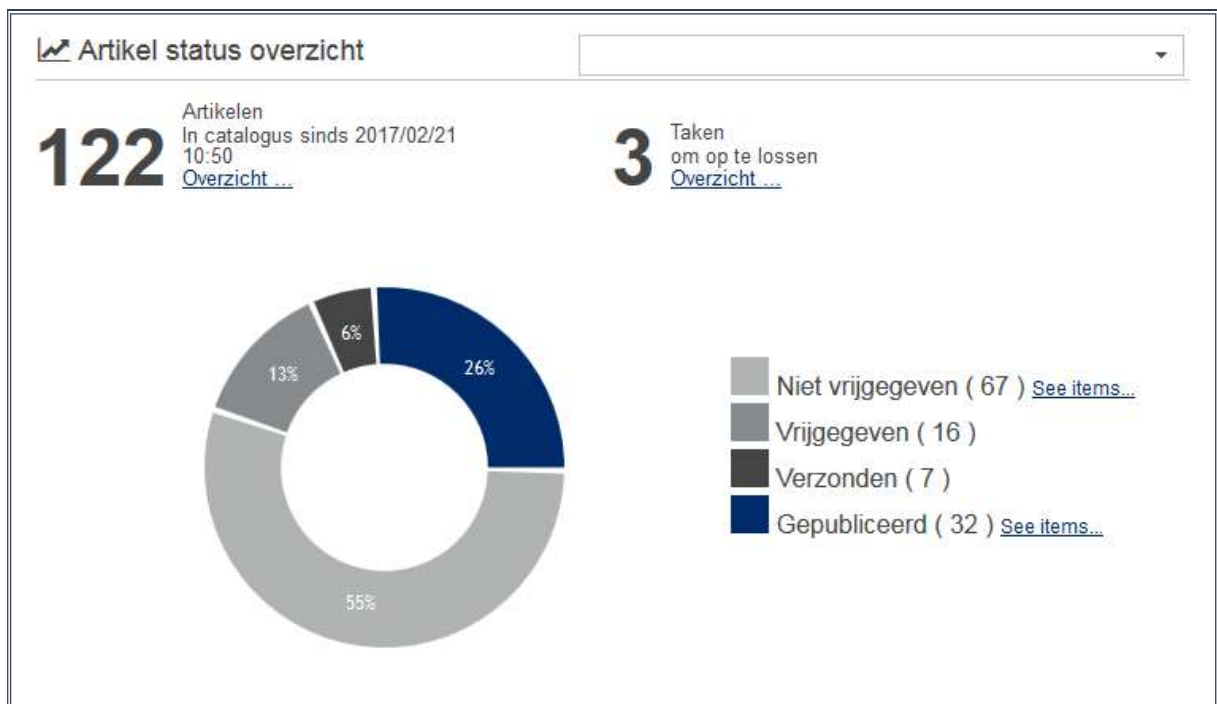 Artikel status overzicht
122
Artikelen
In catalogus sinds 2017/02/21
10:50
Overzicht ...
3
Taken
om op te lossen
Overzicht ...
6%
26%
13%
55%
Niet vrijgegeven ( 67 ) See items...
Vrijgegeven ( 16 )
Verzonden ( 7 )
Gepubliceerd ( 32 ) See items...